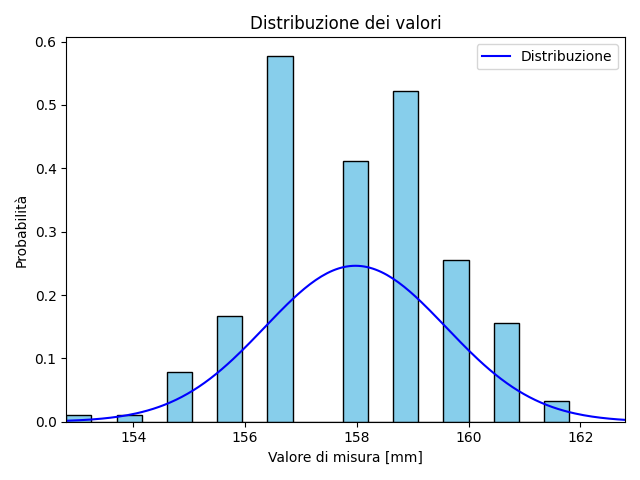 Distribuzione dei valori
Distribuzione
Probabilità
0.6
0.5
0.4
0.3
0.2
0.1
0.0
154 156 158 160 162
Valore di misura [mm]